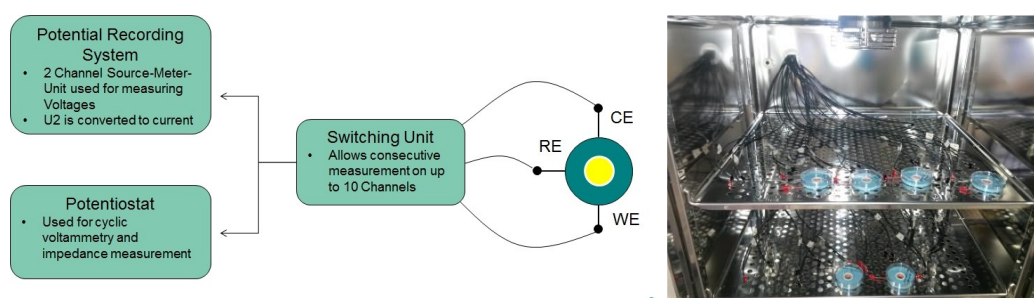 Potential Recording
System
• 2 Channel Source-Meter-
Unit used for measuring
Voltages
• U2 is converted to current
Switching Unit
• Allows consecutive
measurement on up
to 10 Channels
Potentiostat
• Used for cyclic
voltammetry and
impedance measurement
CE
RE
WE